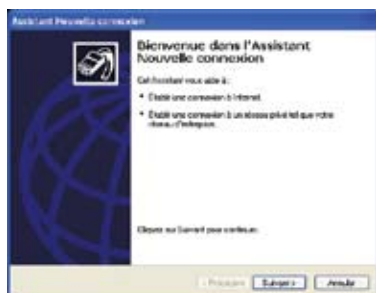 Assistant Nouvelle connexion
Bienvenue dans l'Assistant
Nouvelle connexion
Cet Assistant vous aide à :
• Établir une connexion à Internet.
• Établir une connexion à un réseau privé tel que votre
réseau d'entreprise.
Cliquez sur Suivant pour continuer.
< Précédent
Suivant >
Annuler